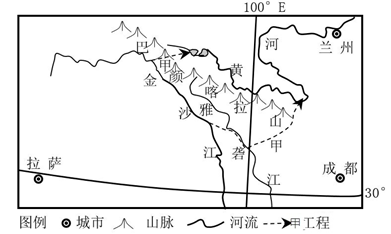 100° E
河
兰州
巴
甲
颜
黄
金
喀
沙
雅
拉
山
甲
江
砻
江
拉萨
成都
30°
图例 城市 山脉 河流 甲工程